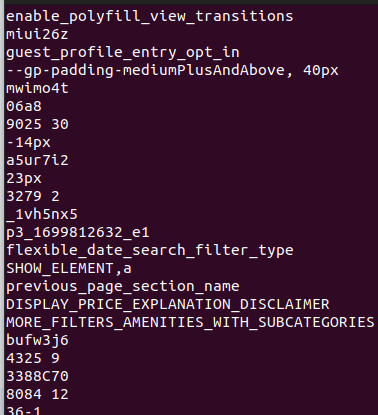 enable_polyfill_view_transitions
miui26z
guest_profile_entry_opt_in
--gp-padding-mediumPlusAndAbove, 40px
mwimo4t
06a8
9025 30
-14px
a5ur7i2
23px
3279 2
_1vh5nx5
p3_1699812632_e1
flexible_date_search_filter_type
SHOW_ELEMENT,a
previous_page_section_name
DISPLAY_PRICE_EXPLANATION_DISCLAIMER
MORE_FILTERS_AMENITIES_WITH_SUBCATEGORIES
bufw3j6
4325 9
3388C70
8084 12
36-1